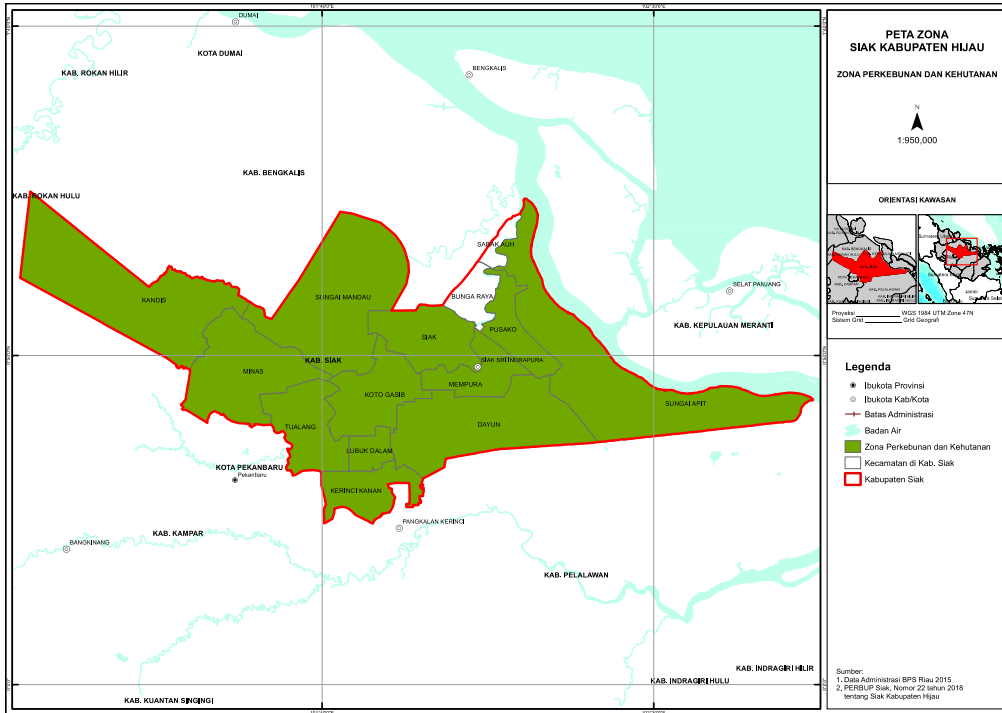 PETA ZONA
SIAK KABUPATEN HIJAU
ZONA PERKEBUNAN DAN KEHUTANAN
N
1:950,000
ORIENTASI KAWASAN
Proyeksi WGS 1984 UTM Zone 47N
Sistem Grid Grid Geografi
Legenda
Ibukota Provinsi
Ibukota Kab/Kota
Batas Administrasi
Badan Air
Zona Perkebunan dan Kehutanan
Kecamatan di Kab. Siak
Kabupaten Siak
Sumber:
1. Data Administrasi BPS Riau 2015
2. PERBUP Siak, Nomor 22 tahun 2018
tentang Siak Kabupaten Hijau
DUMAI
KOTA DUMAI
KAB. ROKAN HILIR
BENGKALIS
KAB. BENGKALIS
KAB. ROKAN HULU
SABAK AUH
SELAT PANJANG
KANDIS
SUNGAI MANDAU
BUNGA RAYA
KAB. KEPULAUAN MERANTI
PUSAKO
SIAK
KAB. SIAK
SIAK SRI INDRAPURA
MINAS
MEMPURA
KOTO GASIB
SUNGAI APIT
TUALANG
DAYUN
LUBUK DALAM
KOTA PEKANBARU
Pekanbaru
KERINCI KANAN
PANGKALAN KERINCI
KAB. KAMPAR
BANGKINANG
KAB. PELALAWAN
KAB. INDRAGIRI HILIR
KAB. INDRAGIRI HULU
KAB. KUANTAN SINGINGI